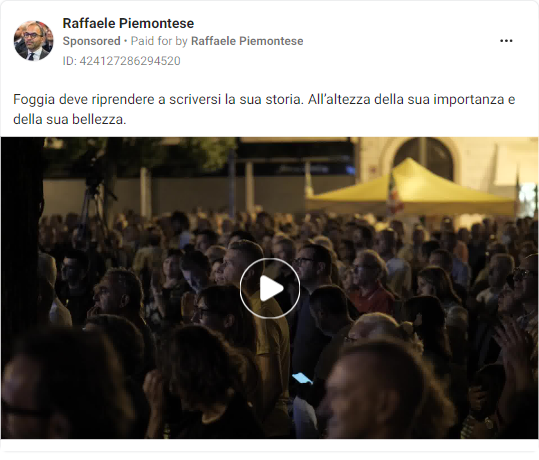 Raffaele Piemontese
Sponsored • Paid for by Raffaele Piemontese
ID: 424127286294520
Foggia deve riprendere a scriversi la sua storia. All’altezza della sua importanza e
della sua bellezza.